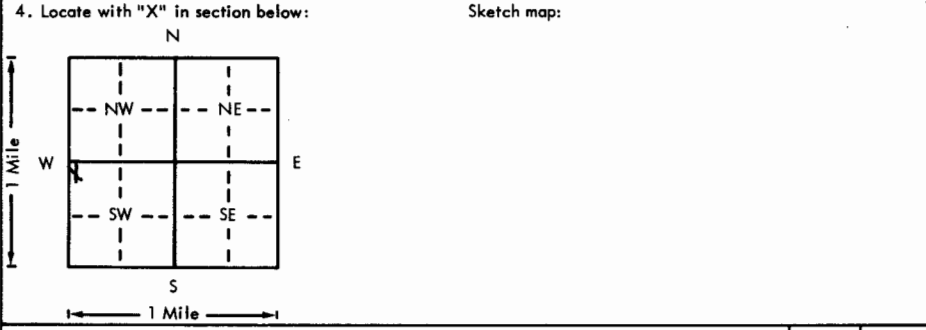 4. Locate with "X" in section below:
Sketch map:
N
NW
NE
1 Mile
W
X
E
SW
SE
S
1 Mile